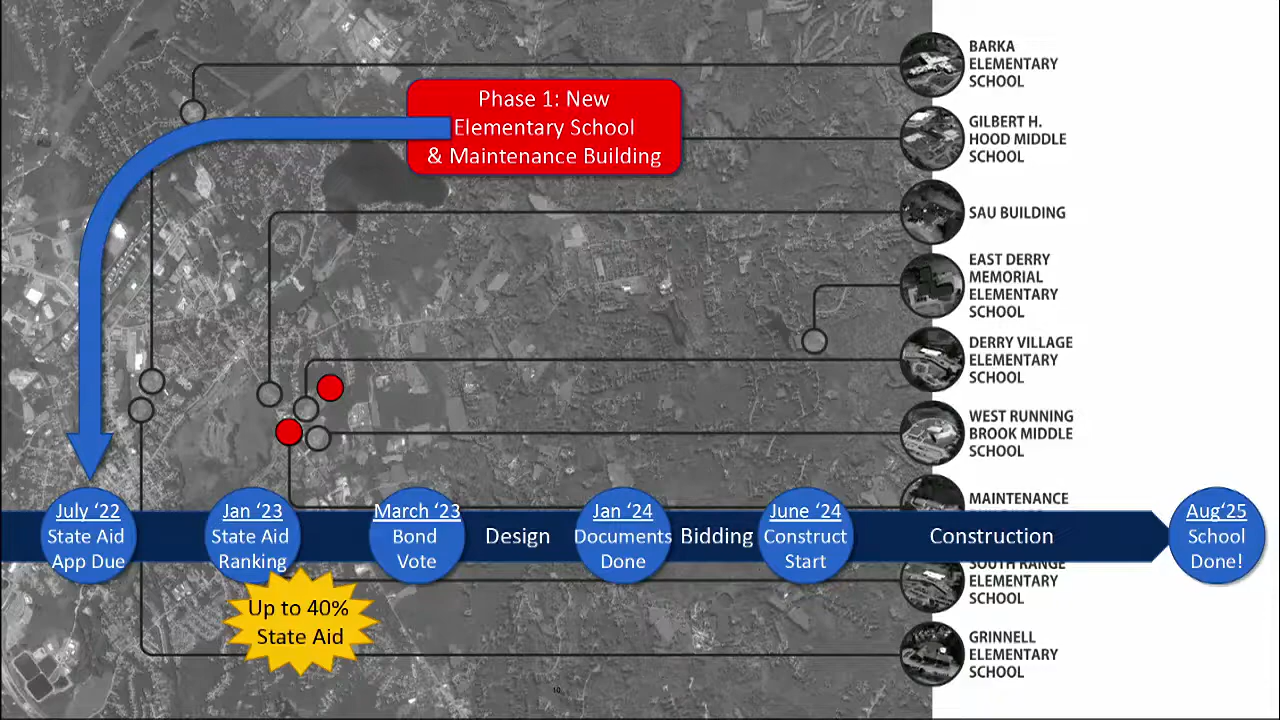 BARKA
ELEMENTARY
SCHOOL
Phase 1: New
Elementary School
& Maintenance Building
GILBERT H.
HOOD MIDDLE
SCHOOL
SAU BUILDING
EAST DERRY
MEMORIAL
ELEMENTARY
SCHOOL
DERRY VILLAGE
ELEMENTARY
SCHOOL
WEST RUNNING
BROOK MIDDLE
SCHOOL
MAINTENANCE
July ‘22
State Aid
App Due
Jan ‘23
State Aid
Ranking
March ‘23
Bond
Vote
Design
Jan ‘24
Documents
Done
Bidding
June ‘24
Construct
Start
Construction
Aug‘25
School
Done!
SOUTH RANGE
ELEMENTARY
SCHOOL
Up to 40%
State Aid
GRINNELL
ELEMENTARY
SCHOOL
10